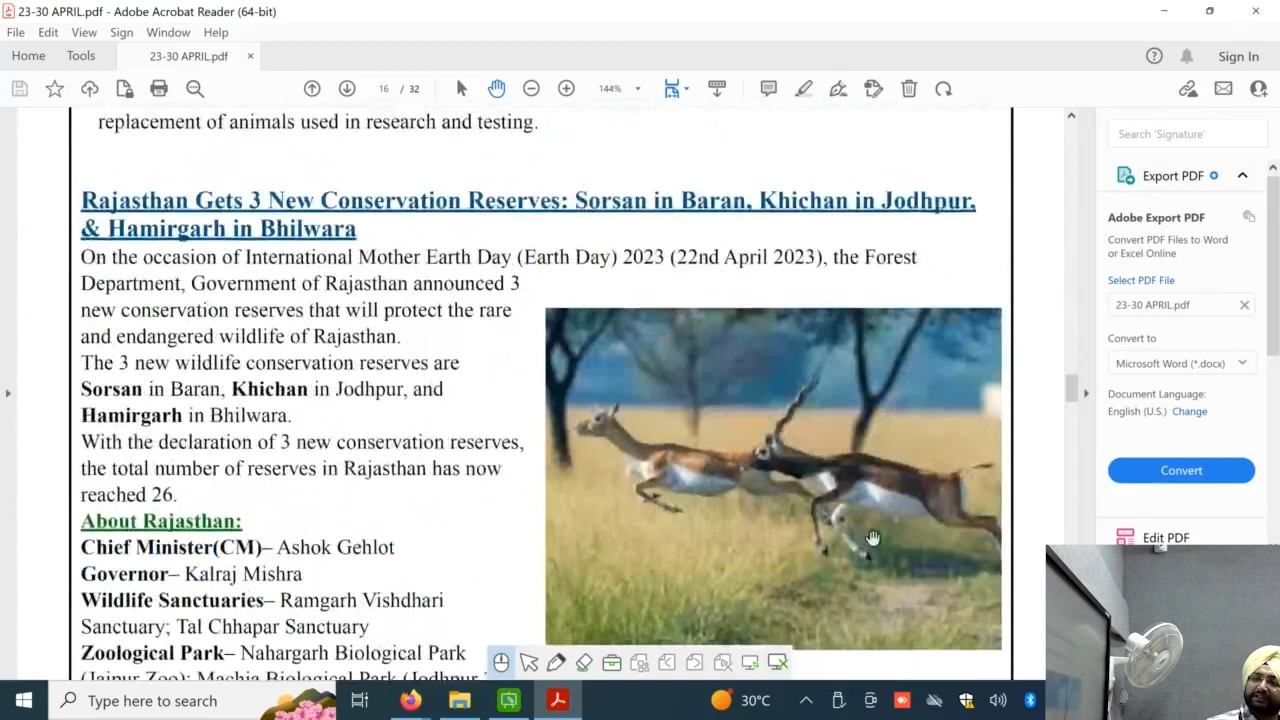 23-30 APRIL.pdf - Adobe Acrobat Reader (64-bit)
File Edit View Sign Window Help
Home Tools 23-30 APRIL.pdf × Sign In
16 / 32 144%
replacement of animals used in research and testing.
Rajasthan Gets 3 New Conservation Reserves: Sorsan in Baran, Khichan in Jodhpur,
& Hamirgarh in Bhilwara
On the occasion of International Mother Earth Day (Earth Day) 2023 (22nd April 2023), the Forest
Department, Government of Rajasthan announced 3
new conservation reserves that will protect the rare
and endangered wildlife of Rajasthan.
The 3 new wildlife conservation reserves are
Sorsan in Baran, Khichan in Jodhpur, and
Hamirgarh in Bhilwara.
With the declaration of 3 new conservation reserves,
the total number of reserves in Rajasthan has now
reached 26.
About Rajasthan:
Chief Minister(CM)– Ashok Gehlot
Governor– Kalraj Mishra
Wildlife Sanctuaries– Ramgarh Vishdhari
Sanctuary; Tal Chhapar Sanctuary
Zoological Park– Nahargarh Biological Park
(Jaipur Zoo); Machia Biological Park (Jodhpur
Search 'Signature'
Export PDF
Adobe Export PDF
Convert PDF Files to Word
or Excel Online
Select PDF File
23-30 APRIL.pdf
Convert to
Microsoft Word (*.docx)
Document Language:
English (U.S.) Change
Convert
Edit PDF
Type here to search
30°C